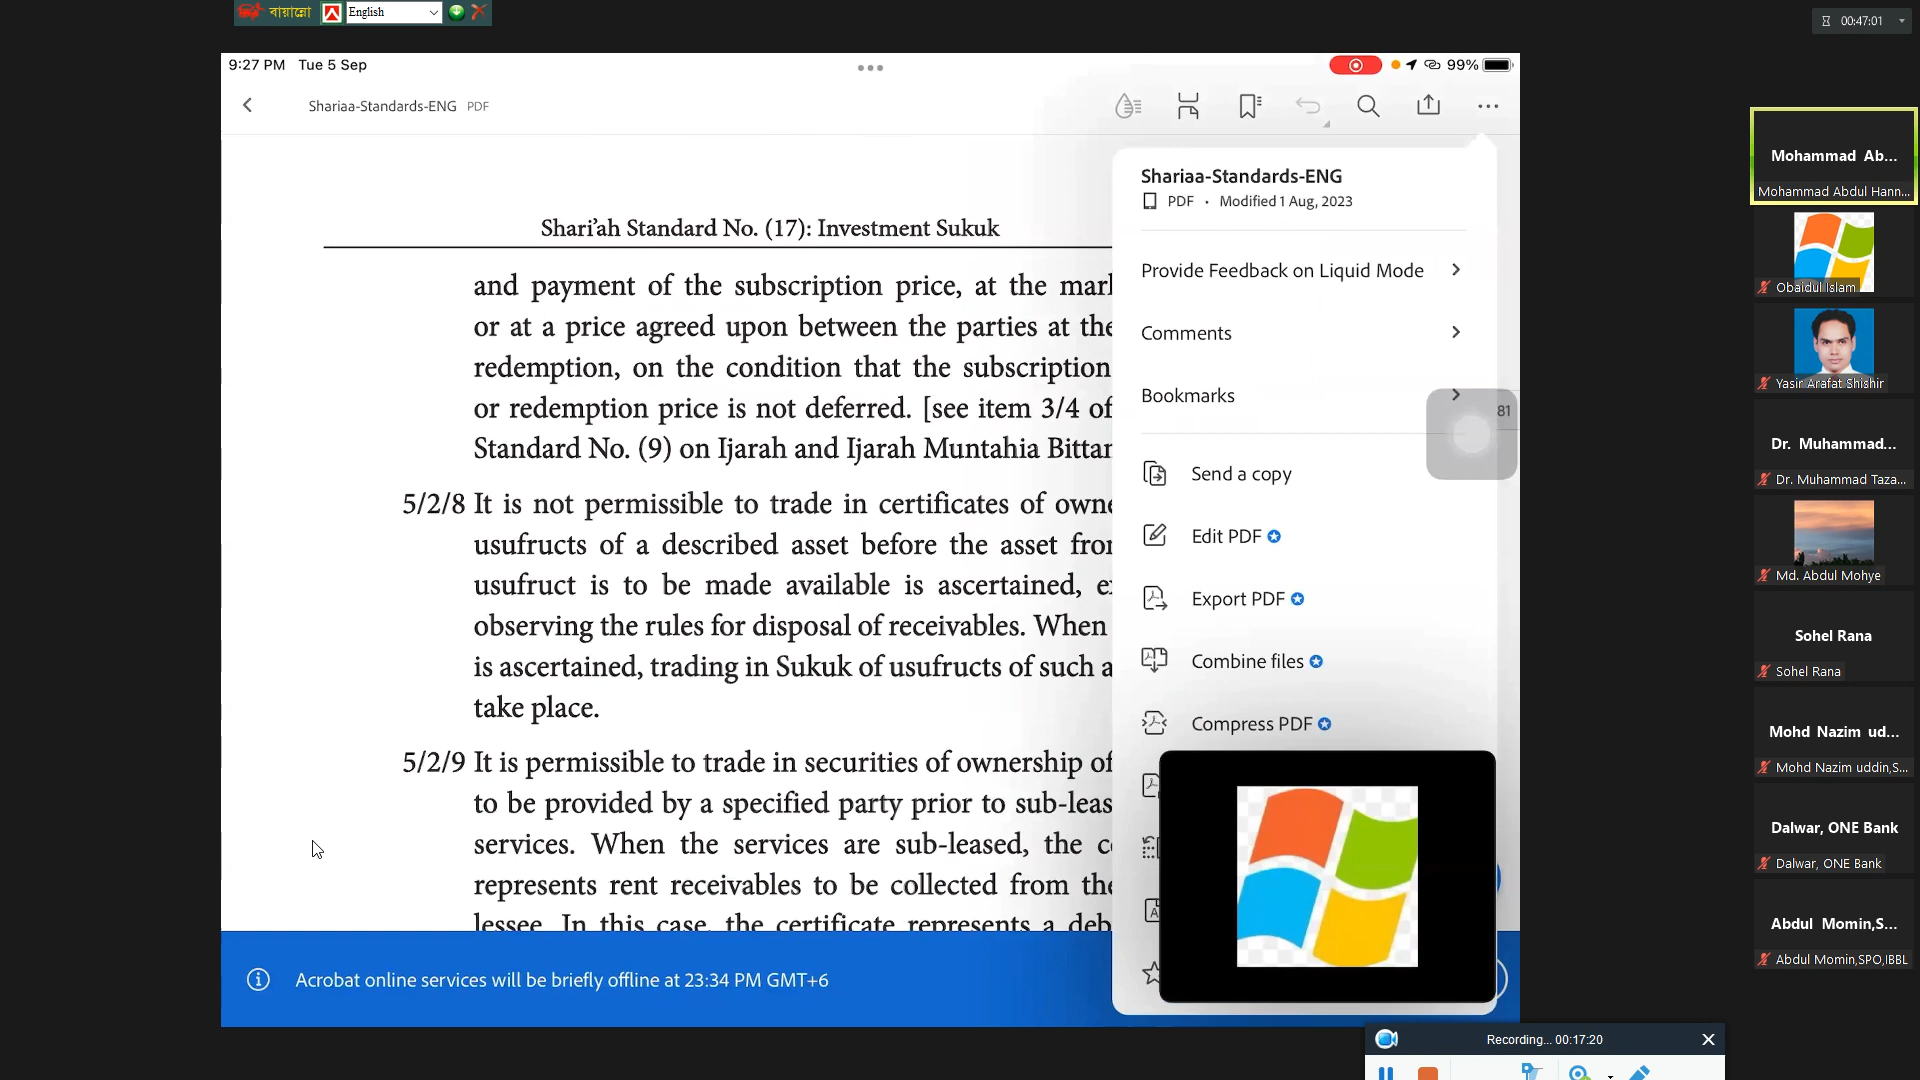 বায়ান্নো English
00:47:01
9:27 PM Tue 5 Sep
99%
Shariaa-Standards-ENG PDF
Shari’ah Standard No. (17): Investment Sukuk
and payment of the subscription price, at the
or at a price agreed upon between the parties at the
redemption, on the condition that the subscription
or redemption price is not deferred. [see item 3/4 of
Standard No. (9) on Ijarah and Ijarah Muntahia
5/2/8 It is not permissible to trade in certificates of
usufructs of a described asset before the asset
usufruct is to be made available is ascertained,
observing the rules for disposal of receivables. When
is ascertained, trading in Sukuk of usufructs of such
take place.
5/2/9 It is permissible to trade in securities of ownership of
to be provided by a specified party prior to
services. When the services are sub-leased, the
represents rent receivables to be collected from the
lessee. In this case, the certificate represents a
Shariaa-Standards-ENG
PDF • Modified 1 Aug, 2023
Provide Feedback on Liquid Mode
Comments
Bookmarks
81
Send a copy
Edit PDF
Export PDF
Combine files
Compress PDF
Acrobat online services will be briefly offline at 23:34 PM GMT+6
Mohammad Ab...
Mohammad Abdul Hann...
Obaidul Islam
Yasir Arafat Shishir
Dr. Muhammad...
Dr. Muhammad Taza...
Md. Abdul Mohye
Sohel Rana
Sohel Rana
Mohd Nazim ud...
Mohd Nazim uddin,S...
Dalwar, ONE Bank
Dalwar, ONE Bank
Abdul Momin,S...
Abdul Momin,SPO,IBBL
Recording... 00:17:20